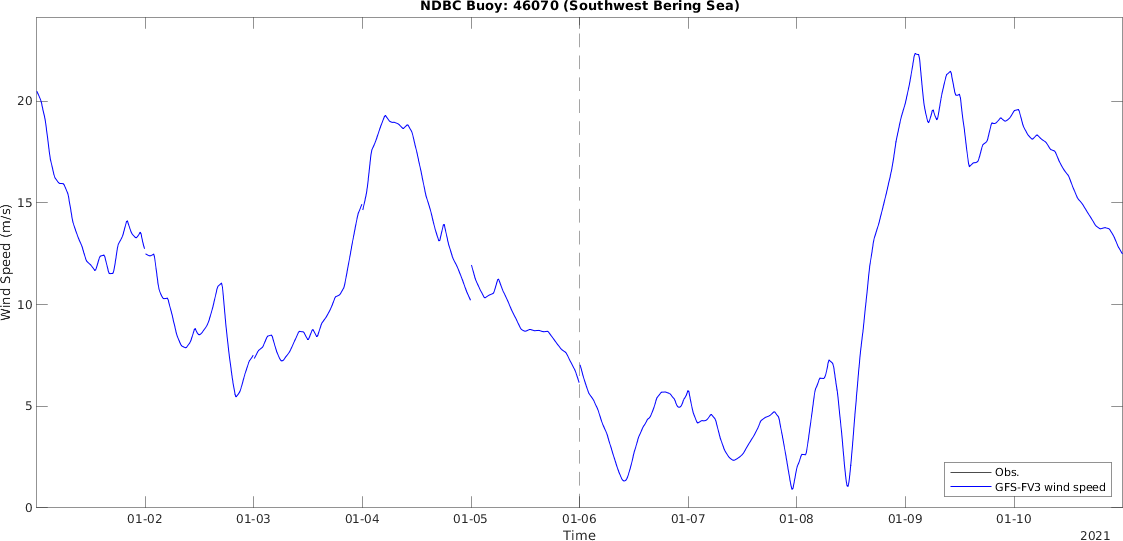 NDBC Buoy: 46070 (Southwest Bering Sea)
Wind Speed (m/s)
20
15
10
5
0
01-02 01-03 01-04 01-05 01-06 01-07 01-08 01-09 01-10
Time
2021
Obs.
GFS-FV3 wind speed